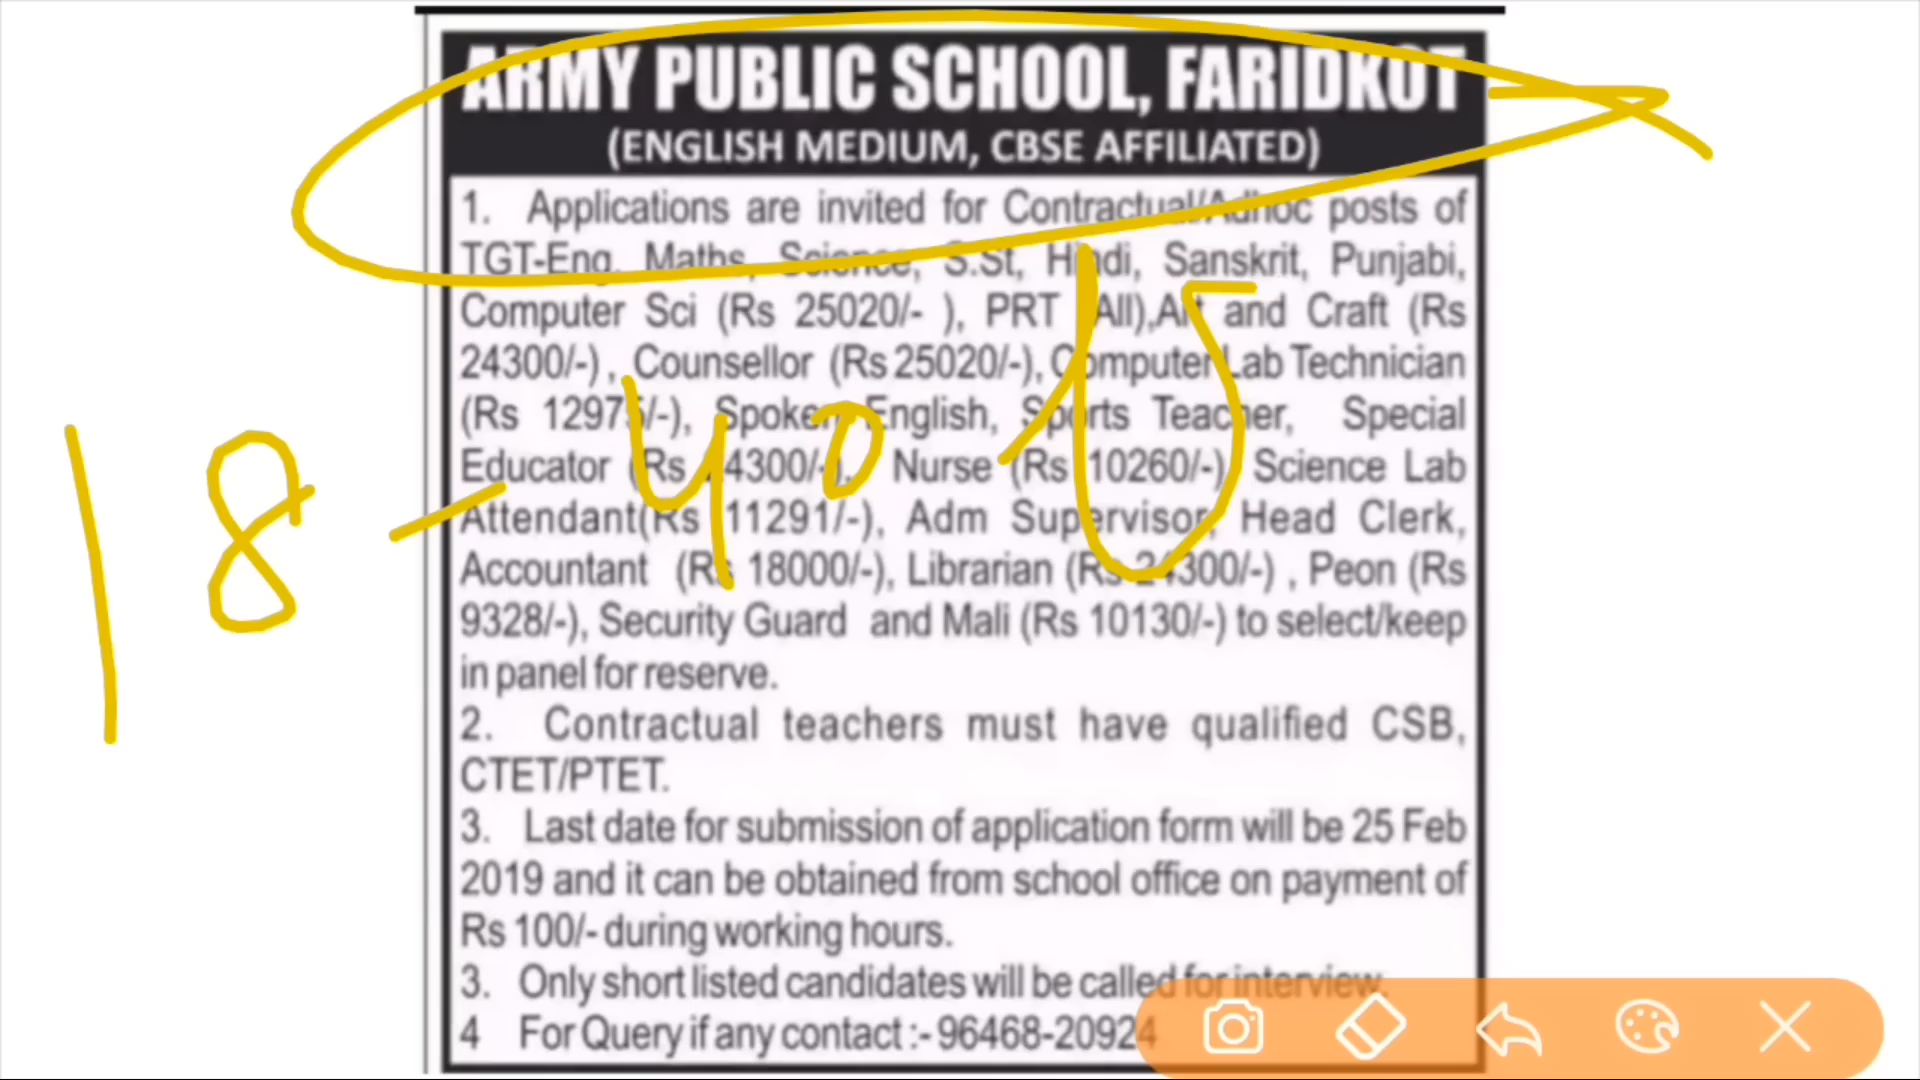 ARMY PUBLIC SCHOOL, FARIDKOT
(ENGLISH MEDIUM, CBSE AFFILIATED)
1. Applications are invited for Contractual/Adhoc posts of
TGT-Eng, Maths, Science, S.St, Hindi, Sanskrit, Punjabi,
Computer Sci (Rs 25020/- ), PRT (All),Art and Craft (Rs
24300/-) , Counsellor (Rs 25020/-), Computer Lab Technician
(Rs 12975/-), Spoken English, Sports Teacher, Special
Educator (Rs 24300/-), Nurse (Rs 10260/-) Science Lab
Attendant(Rs 11291/-), Adm Supervisor, Head Clerk,
Accountant (Rs 18000/-), Librarian (Rs 24300/-) , Peon (Rs
9328/-), Security Guard and Mali (Rs 10130/-) to select/keep
in panel for reserve.
2. Contractual teachers must have qualified CSB,
CTET/PTET.
3. Last date for submission of application form will be 25 Feb
2019 and it can be obtained from school office on payment of
Rs 100/- during working hours.
3. Only short listed candidates will be called for interview.
4 For Query if any contact :- 96468-20924
18 - 40